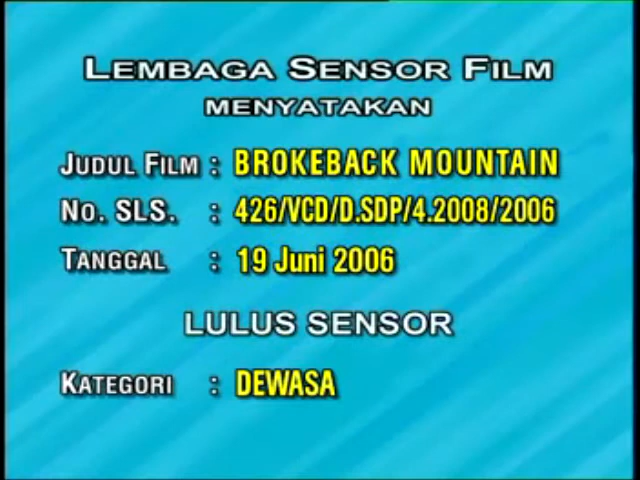 LEMBAGA SENSOR FILM
MENYATAKAN
JUDUL FILM : BROKEBACK MOUNTAIN
NO. SLS. : 426/VCD/D.SDP/4.2008/2006
TANGGAL : 19 Juni 2006
LULUS SENSOR
KATEGORI : DEWASA